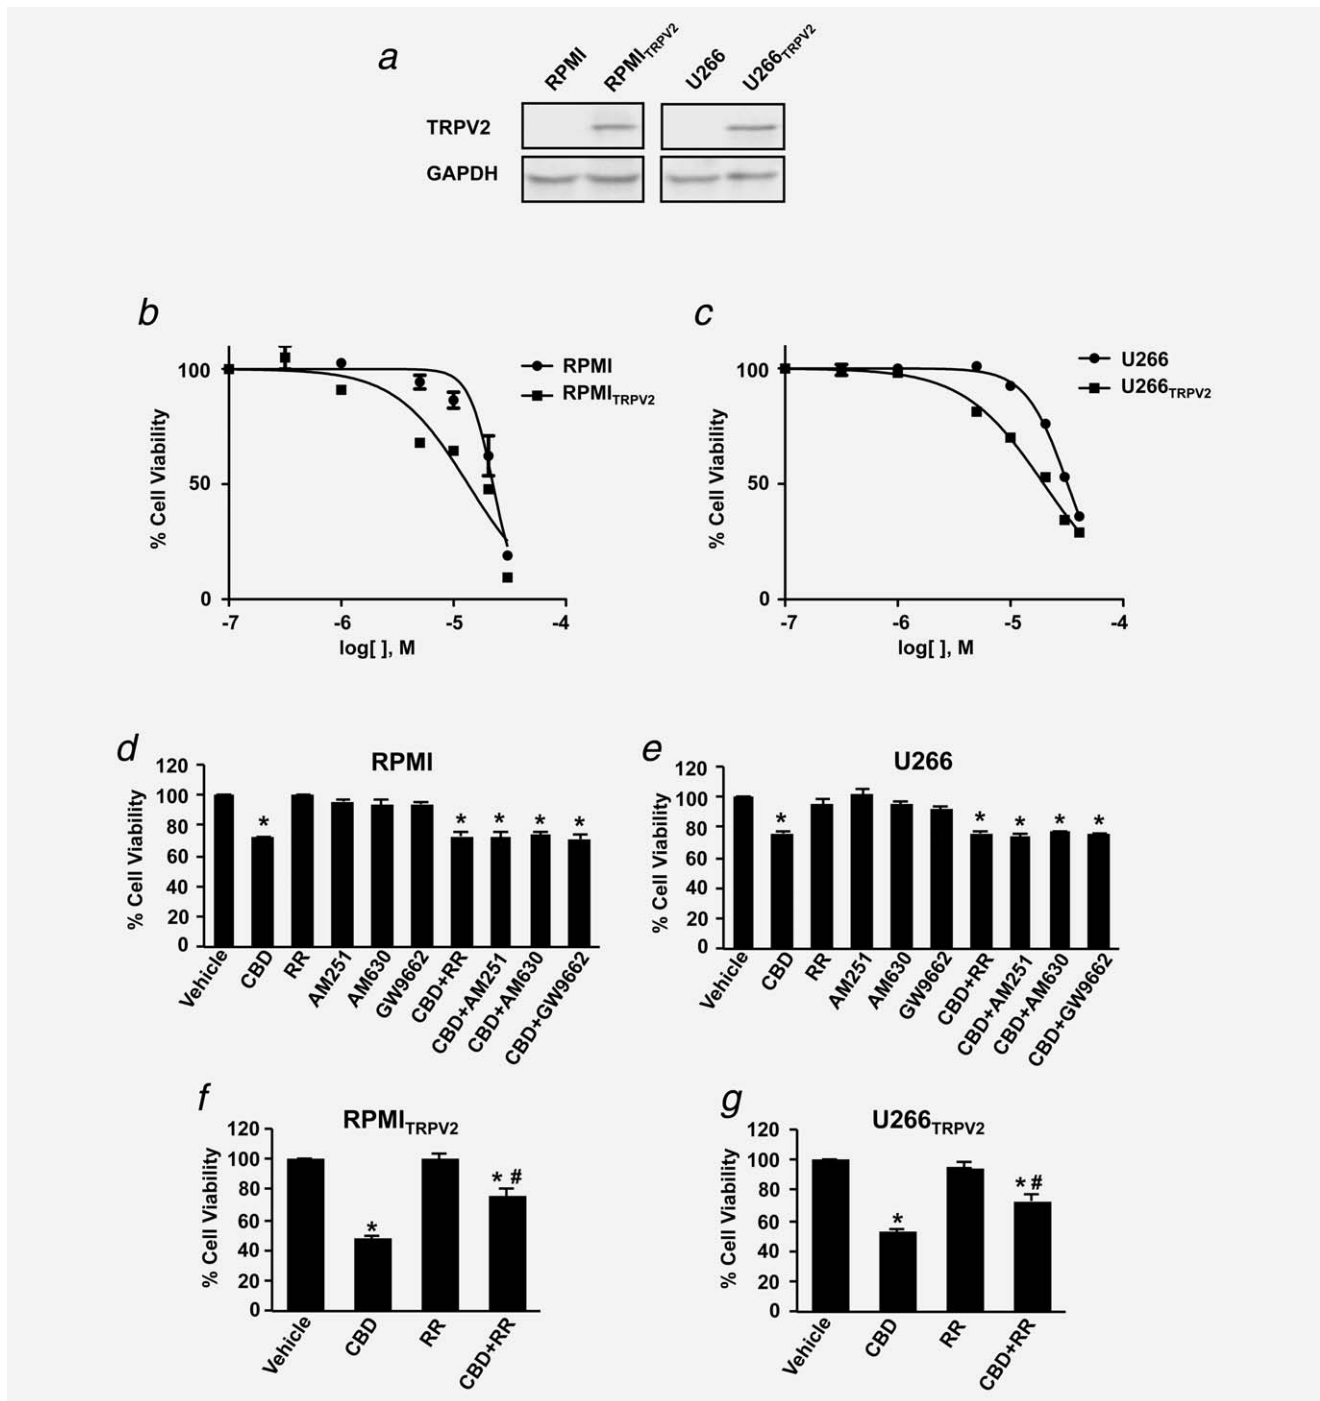 a
RPMI
RPMITRPV2
U266
U266TRPV2
TRPV2
GAPDH
b
100
50
0
% Cell Viability
-7 -6 -5 -4
log[ ], M
RPMI
RPMITRPV2
c
100
50
0
% Cell Viability
-7 -6 -5 -4
log[ ], M
U266
U266TRPV2
d
RPMI
120
100
80
60
40
20
0
% Cell Viability
* * * * *
Vehicle
CBD
RR
AM251
AM630
GW9662
CBD+RR
CBD+AM251
CBD+AM630
CBD+GW9662
e
U266
120
100
80
60
40
20
0
% Cell Viability
* * * * *
Vehicle
CBD
RR
AM251
AM630
GW9662
CBD+RR
CBD+AM251
CBD+AM630
CBD+GW9662
f
RPMITRPV2
120
100
80
60
40
20
0
% Cell Viability
*
* #
Vehicle
CBD
RR
CBD+RR
g
U266TRPV2
120
100
80
60
40
20
0
% Cell Viability
*
* #
Vehicle
CBD
RR
CBD+RR